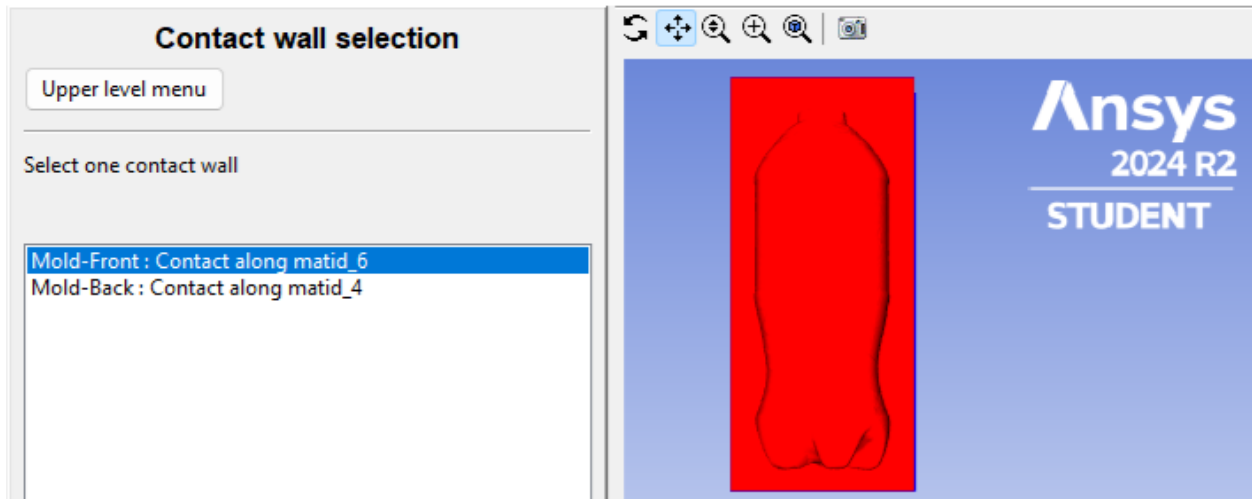 Contact wall selection
Upper level menu
Select one contact wall
Mold-Front : Contact along matid_6
Mold-Back : Contact along matid_4
Ansys
2024 R2
STUDENT